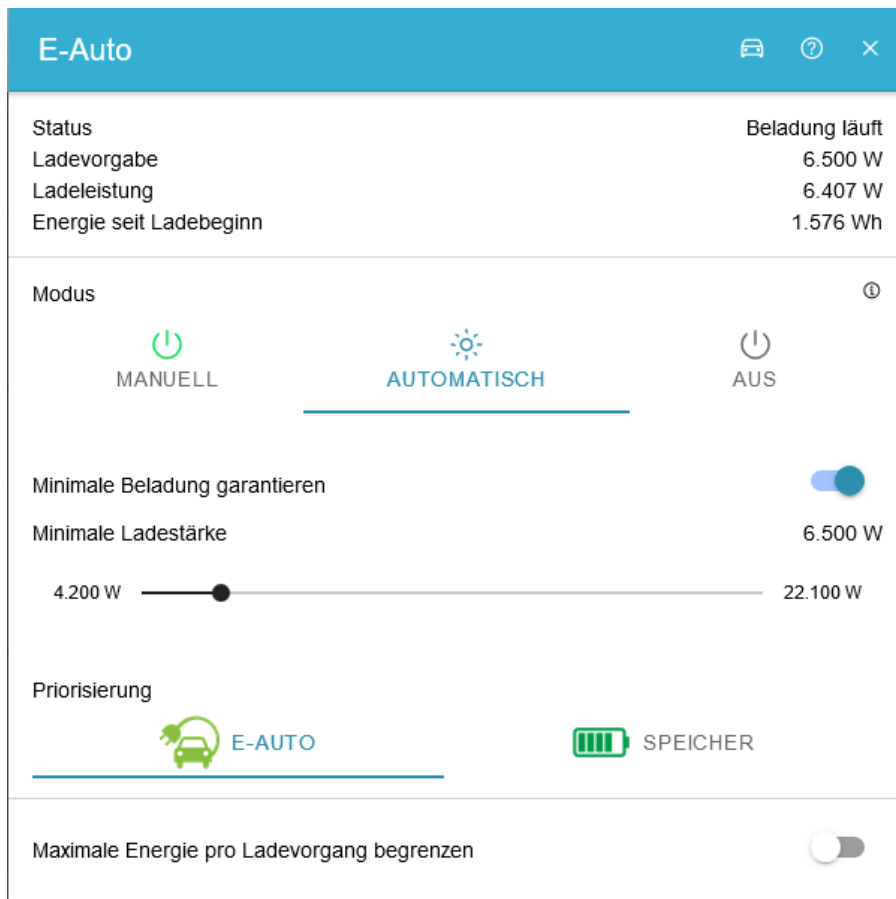 E-Auto
Status Beladung läuft
Ladevorgabe 6.500 W
Ladeleistung 6.407 W
Energie seit Ladebeginn 1.576 Wh
Modus
MANUELL AUTOMATISCH AUS
Minimale Beladung garantieren
Minimale Ladestärke 6.500 W
4.200 W 22.100 W
Priorisierung
E-AUTO SPEICHER
Maximale Energie pro Ladevorgang begrenzen